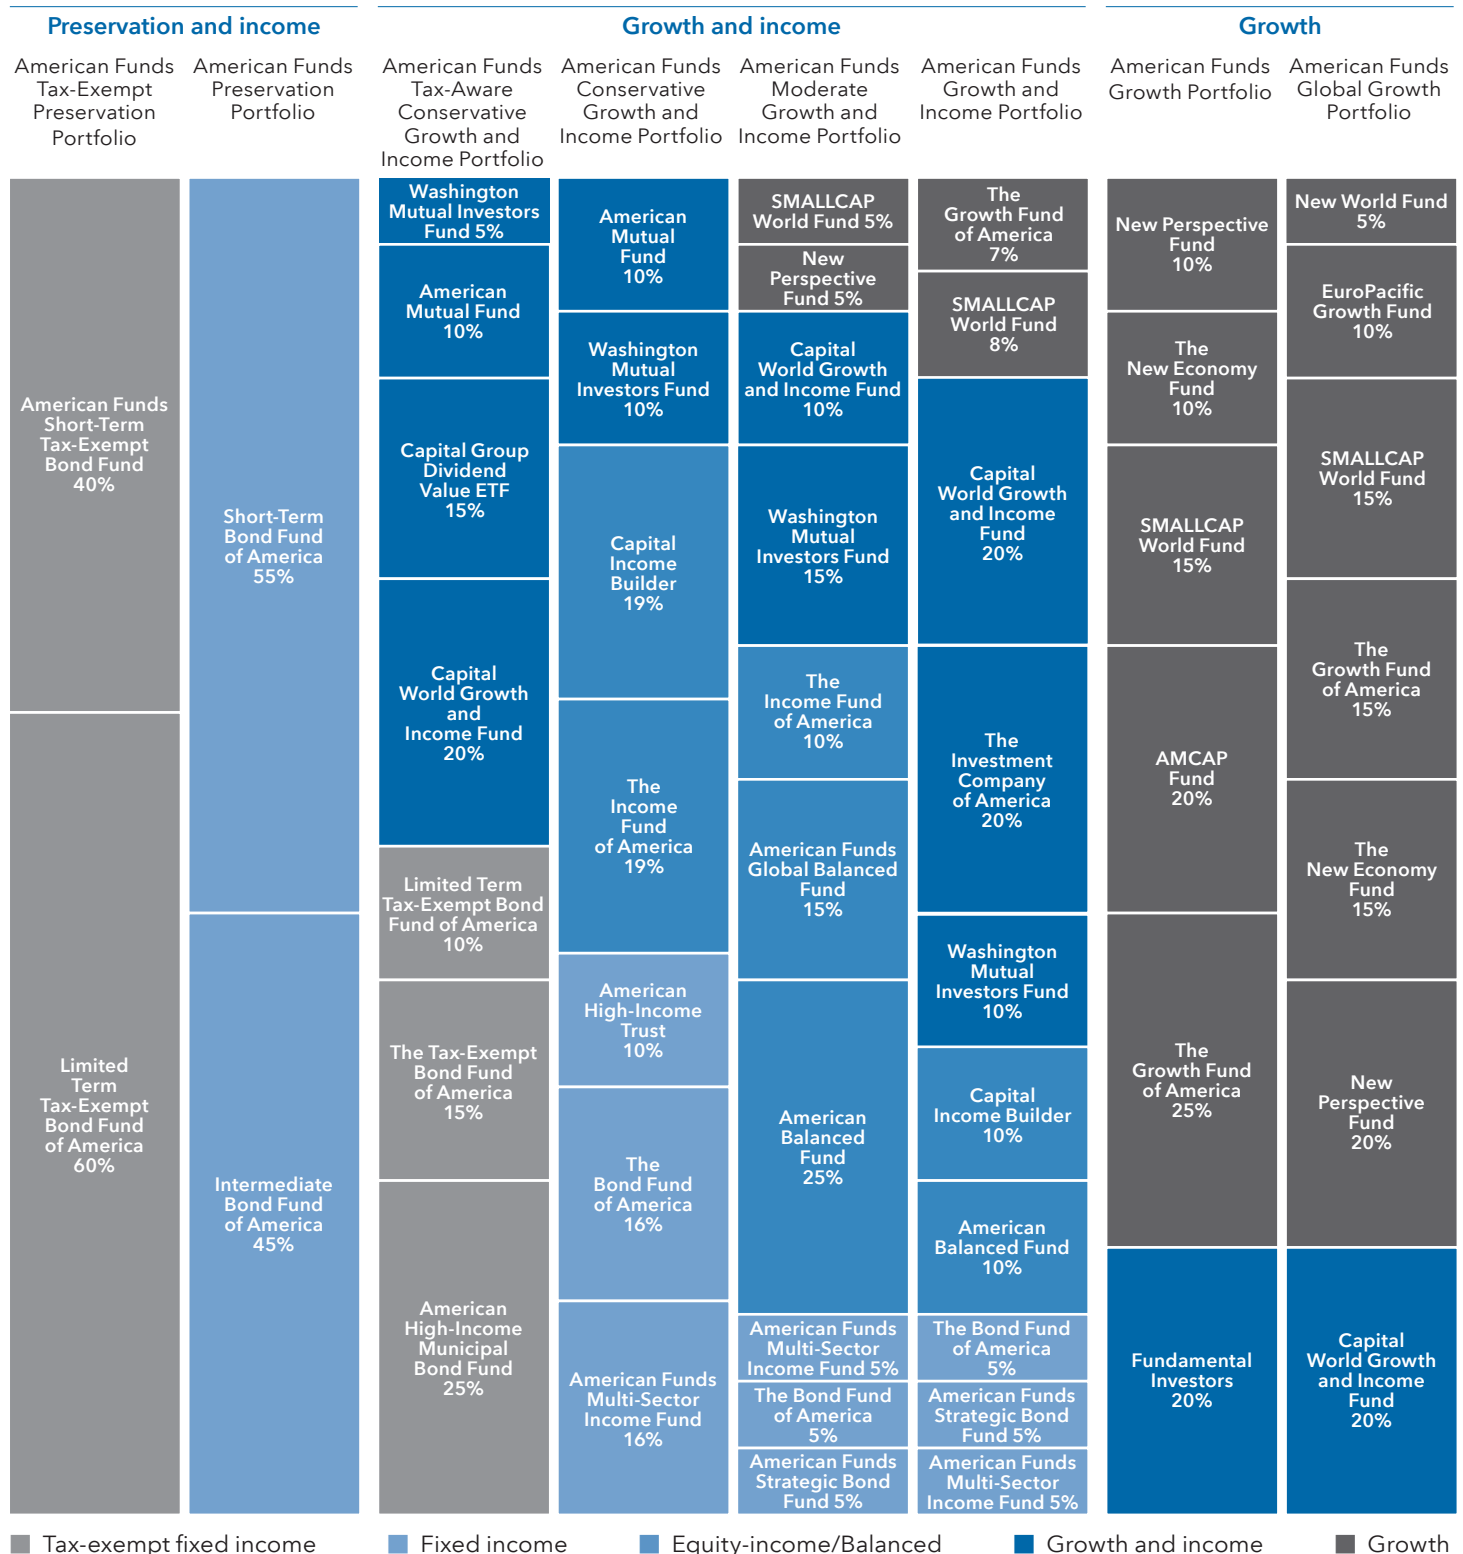 Preservation and income
Growth and income
Growth
American Funds
Tax-Exempt
Preservation
Portfolio
American Funds
Preservation
Portfolio
American Funds
Tax-Aware
Conservative
Growth and
Income Portfolio
American Funds
Conservative
Growth and
Income Portfolio
American Funds
Moderate
Growth and
Income Portfolio
American Funds
Growth and
Income Portfolio
American Funds
Growth Portfolio
American Funds
Global Growth
Portfolio
American Funds
Short-Term
Tax-Exempt
Bond Fund
40%
Limited
Term
Tax-Exempt
Bond Fund
of America
60%
Short-Term
Bond Fund
of America
55%
Intermediate
Bond Fund
of America
45%
Washington
Mutual Investors
Fund 5%
American
Mutual Fund
10%
Capital Group
Dividend
Value ETF
15%
Capital
World Growth
and
Income Fund
20%
Limited Term
Tax-Exempt Bond
Fund of America
10%
The Tax-Exempt
Bond Fund
of America
15%
American
High-Income
Municipal
Bond Fund
25%
American
Mutual
Fund
10%
Washington
Mutual
Investors Fund
10%
Capital
Income
Builder
19%
The
Income
Fund
of America
19%
American
High-Income
Trust
10%
The
Bond Fund
of America
16%
American Funds
Multi-Sector
Income Fund
16%
SMALLCAP
World Fund 5%
New
Perspective
Fund 5%
Capital
World Growth
and Income Fund
10%
Washington
Mutual
Investors Fund
15%
The
Income Fund
of America
10%
American Funds
Global Balanced
Fund
15%
American
Balanced
Fund
25%
American Funds
Multi-Sector
Income Fund 5%
The Bond Fund
of America
5%
American Funds
Strategic Bond
Fund 5%
The
Growth Fund
of America
7%
SMALLCAP
World Fund
8%
Capital
World Growth
and Income
Fund
20%
The
Investment
Company
of America
20%
Washington
Mutual
Investors Fund
10%
Capital
Income Builder
10%
American
Balanced Fund
10%
The Bond Fund
of America
5%
American Funds
Strategic Bond
Fund 5%
American Funds
Multi-Sector
Income Fund 5%
New Perspective
Fund
10%
The
New Economy
Fund
10%
SMALLCAP
World Fund
15%
AMCAP
Fund
20%
The
Growth Fund
of America
25%
Fundamental
Investors
20%
New World Fund
5%
EuroPacific
Growth Fund
10%
SMALLCAP
World Fund
15%
The
Growth Fund
of America
15%
The
New Economy
Fund
15%
New
Perspective
Fund
20%
Capital
World Growth
and Income
Fund
20%
Tax-exempt fixed income
Fixed income
Equity-income/Balanced
Growth and income
Growth